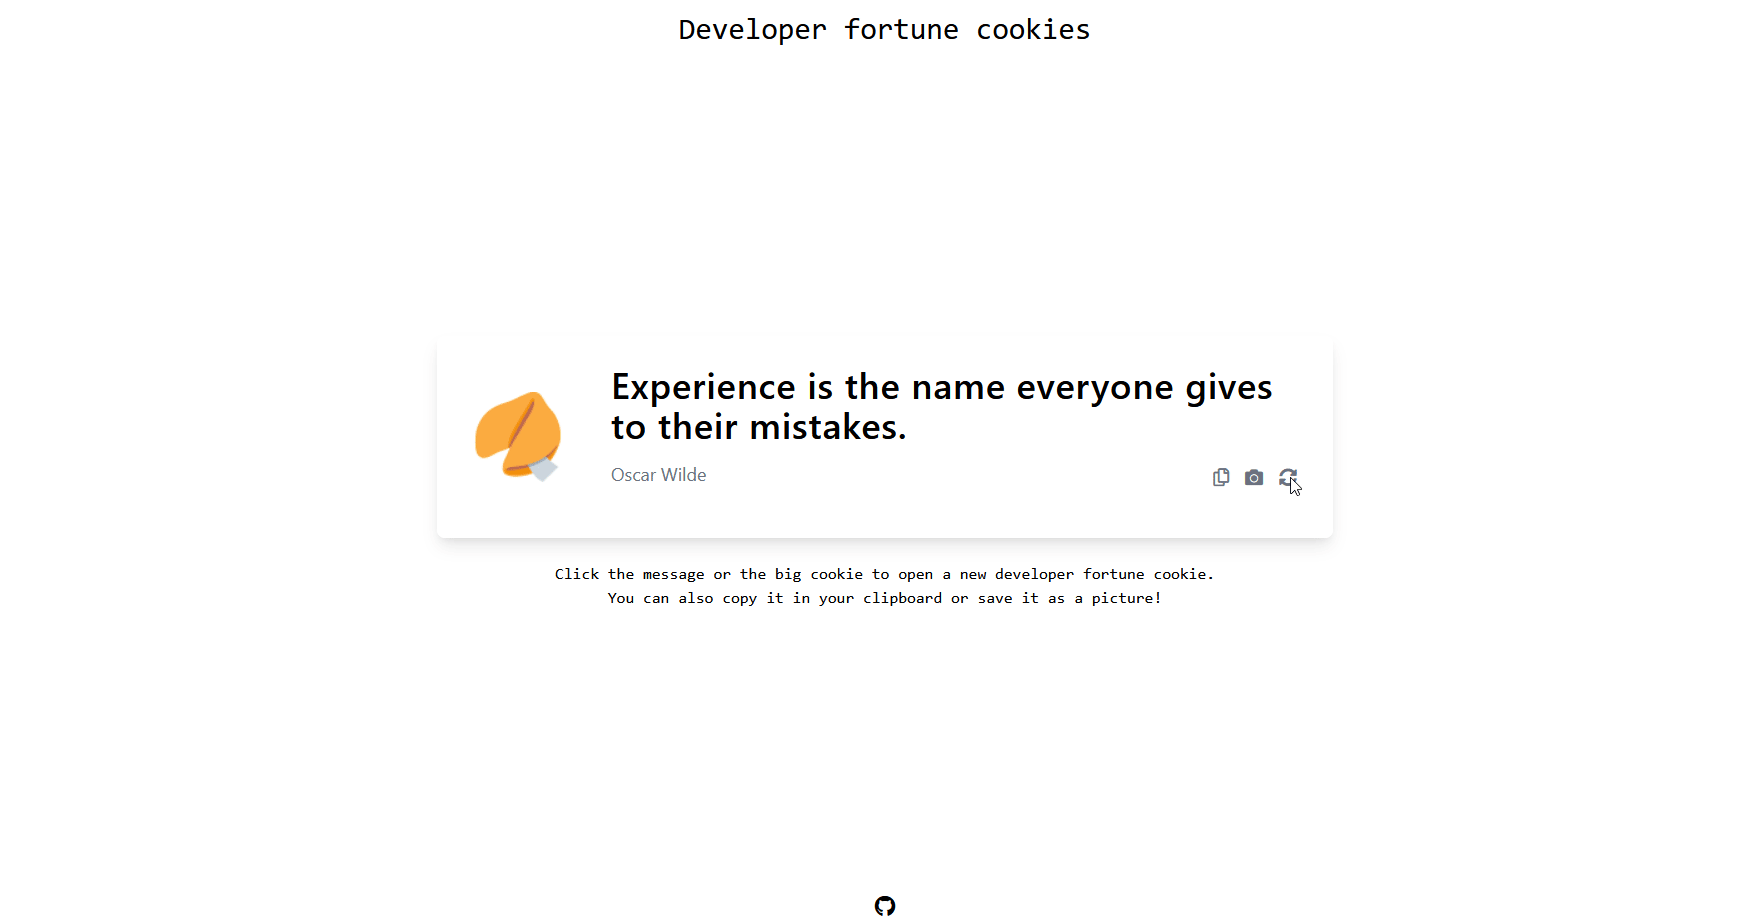 Developer fortune cookies
Experience is the name everyone gives
to their mistakes.
Oscar Wilde
Click the message or the big cookie to open a new developer fortune cookie.
You can also copy it in your clipboard or save it as a picture!